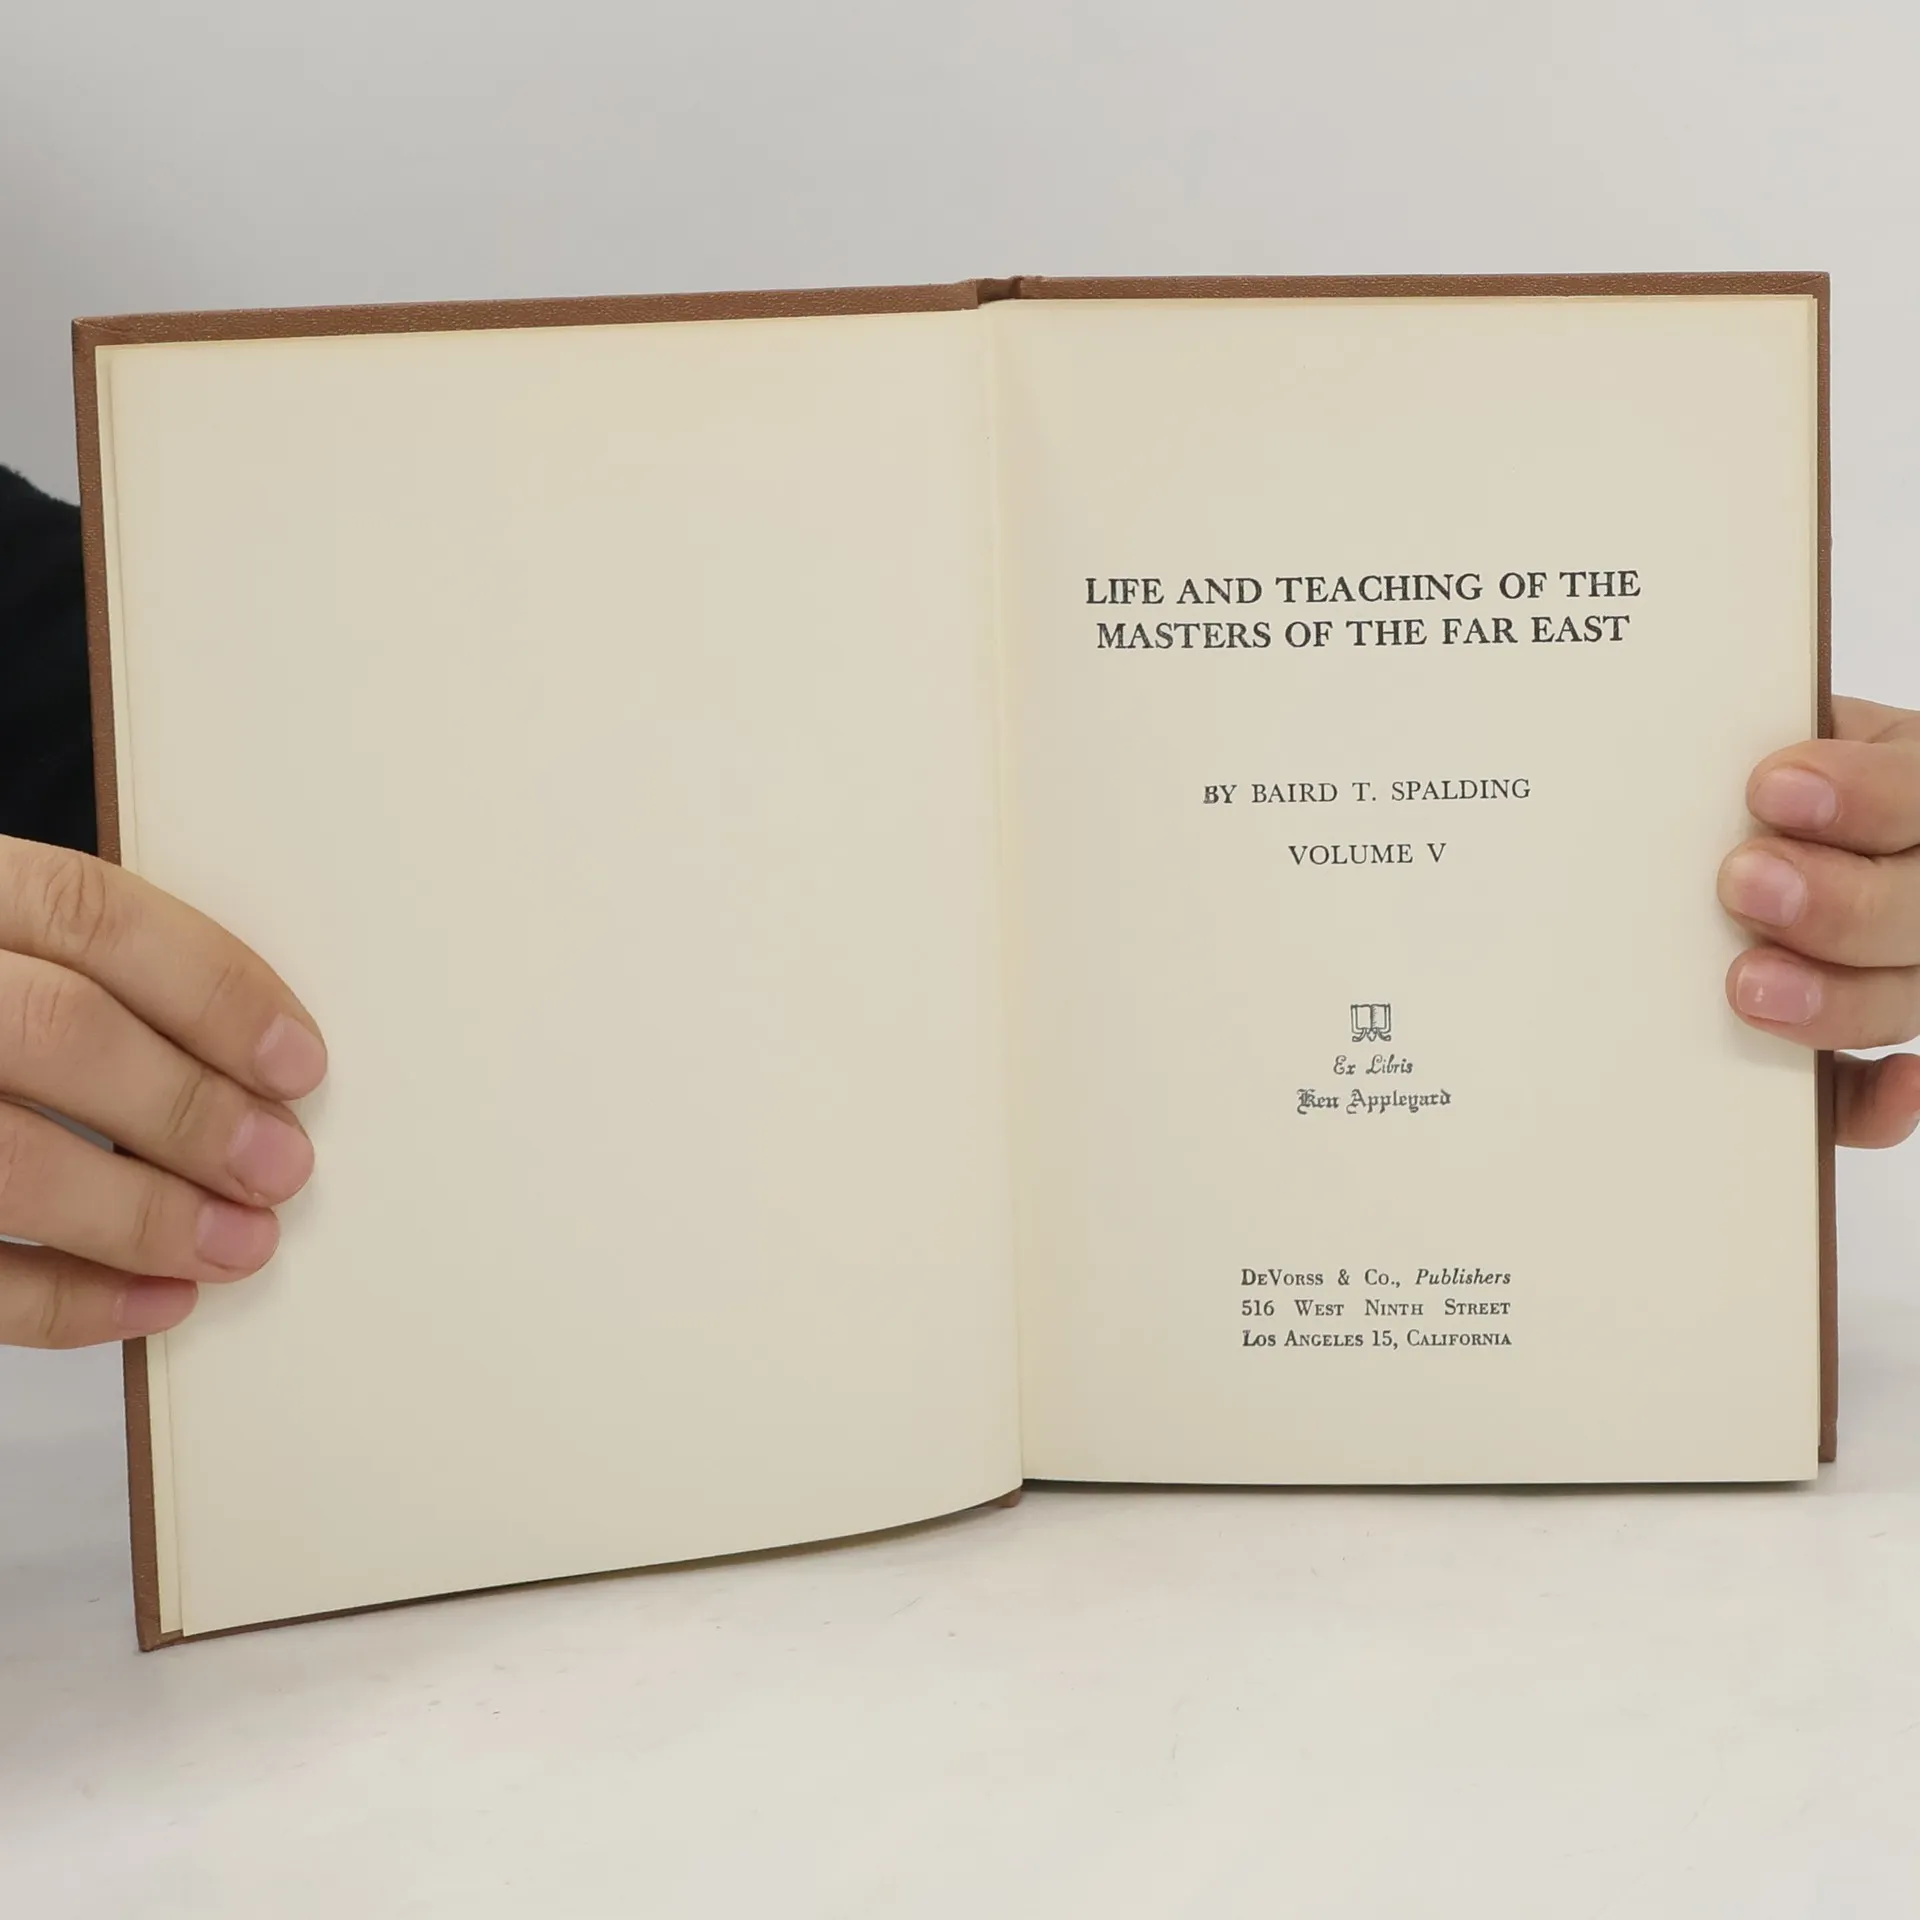 LIFE AND TEACHING OF THE
MASTERS OF THE FAR EAST
BY BAIRD T. SPALDING
VOLUME V
Ex Libris
Ken Appleyard
DEVORSS & CO., Publishers
516 WEST NINTH STREET
LOS ANGELES 15, CALIFORNIA